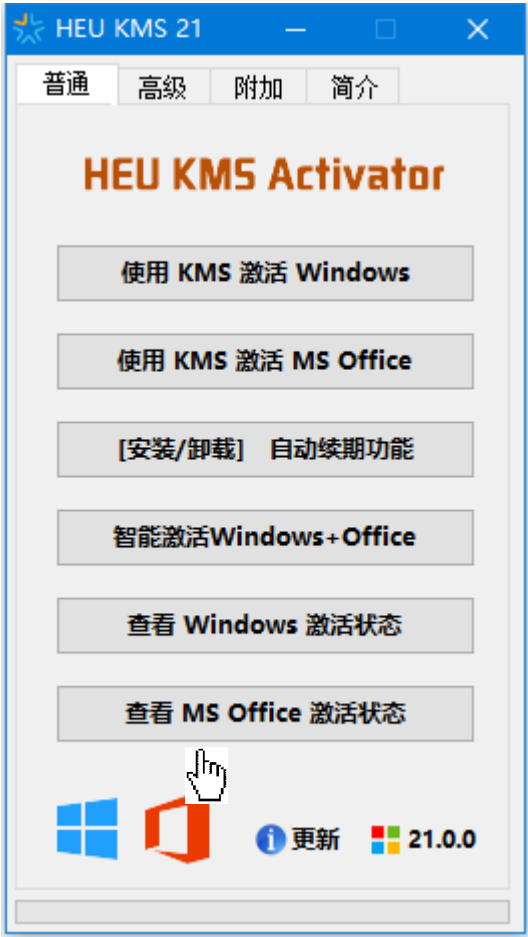 HEU KMS 21
普通 高级 附加 简介
HEU KMS Activator
使用 KMS 激活 Windows
使用 KMS 激活 MS Office
[安装/卸载] 自动续期功能
智能激活Windows+Office
查看 Windows 激活状态
查看 MS Office 激活状态
更新 21.0.0